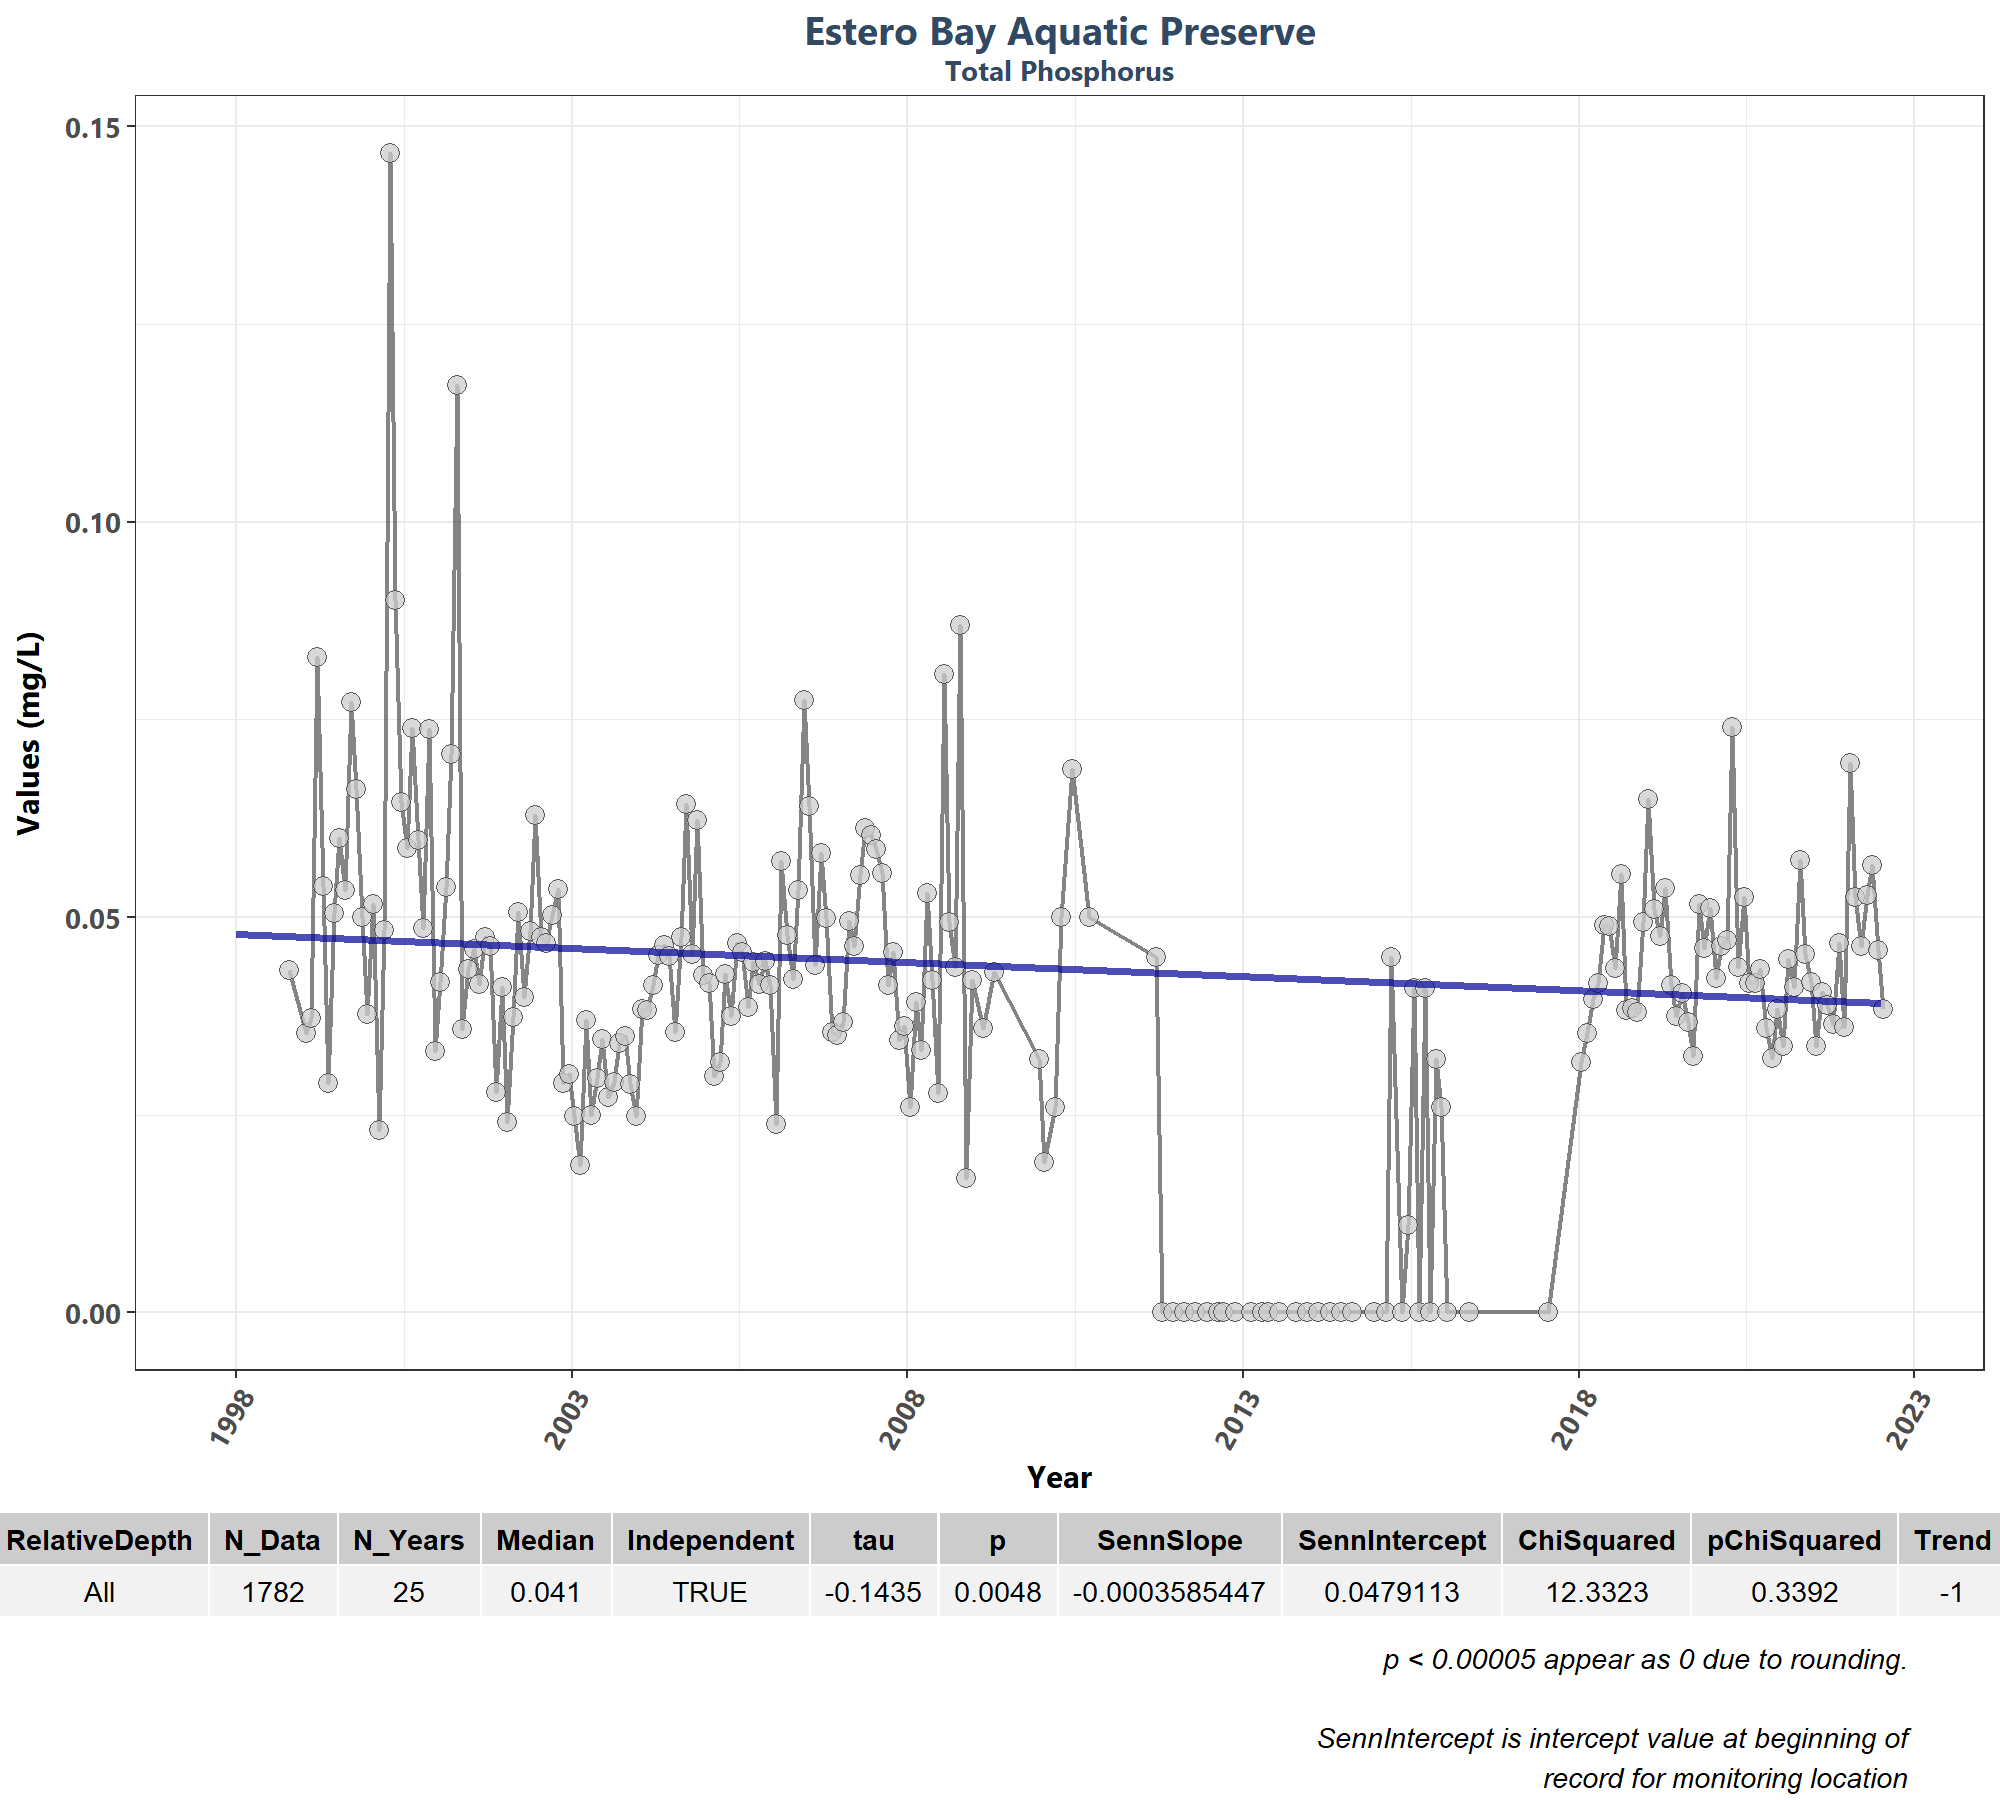 Estero Bay Aquatic Preserve
Total Phosphorus
Values (mg/L)
0.15
0.10
0.05
0.00
1998 2003 2008 2013 2018 2023
Year
RelativeDepth N_Data N_Years Median Independent tau p SennSlope SennIntercept ChiSquared pChiSquared Trend
All 1782 25 0.041 TRUE -0.1435 0.0048 -0.0003585447 0.0479113 12.3323 0.3392 -1
p < 0.00005 appear as 0 due to rounding.
SennIntercept is intercept value at beginning of
record for monitoring location